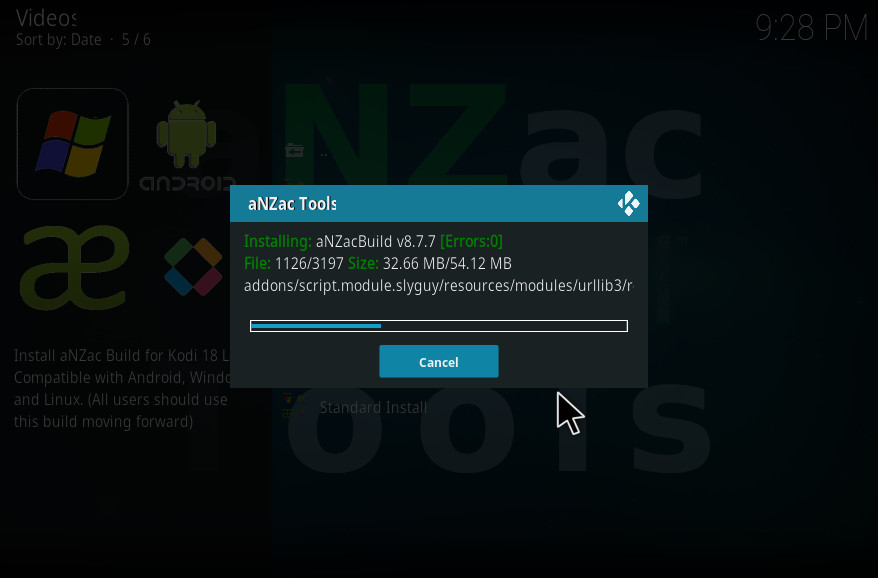 Videos
Sort by: Date · 5 / 6
9:28 PM
aNZac
ANDROID
..
aNZac Tools
Installing: aNZacBuild v8.7.7 [Errors:0]
File: 1126/3197 Size: 32.66 MB/54.12 MB
addons/script.module.slyguy/resources/modules/urllib3/r
Cancel
Install aNZac Build for Kodi 18 L
Compatible with Android, Windo
and Linux. (All users should use
this build moving forward)
Standard Install
Tools